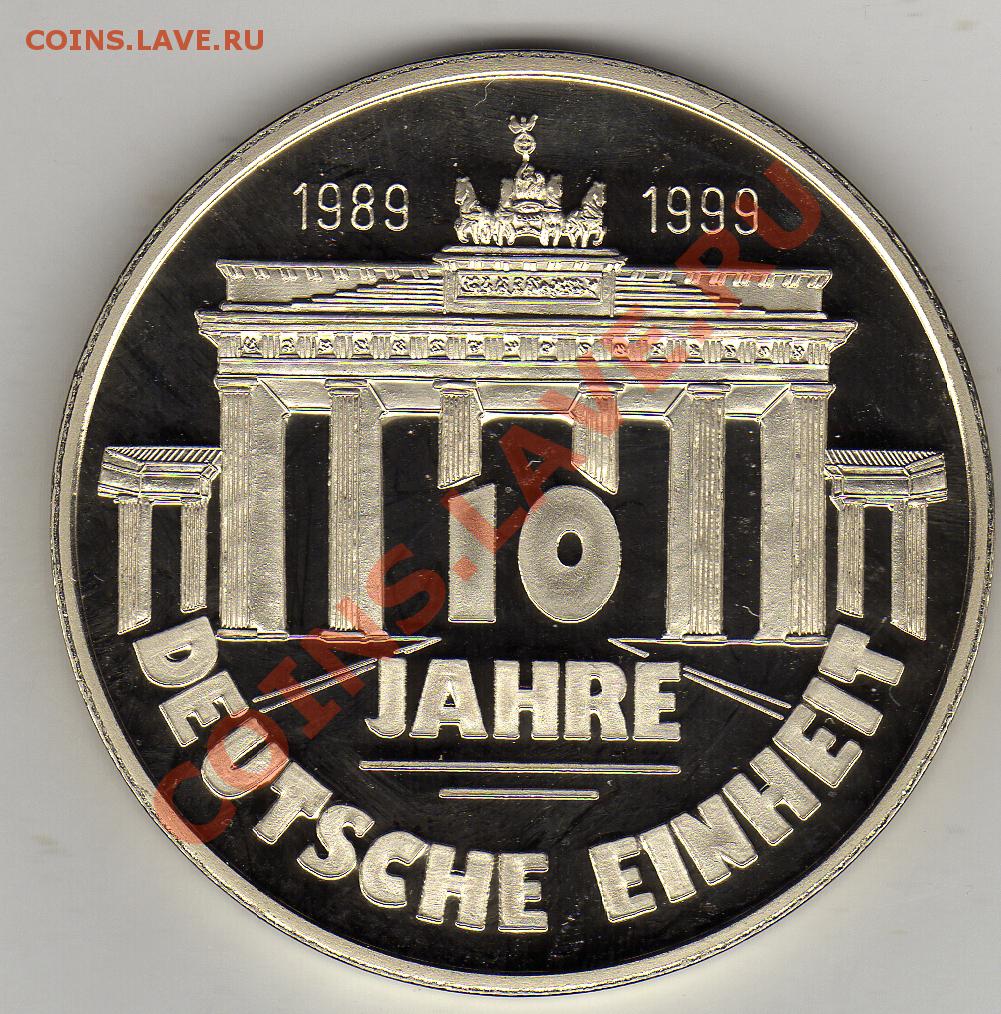 COINS.LAVE.RU
1989 1999
10
JAHRE
DEUTSCHE EINHEIT
COINS.LAVE.RU